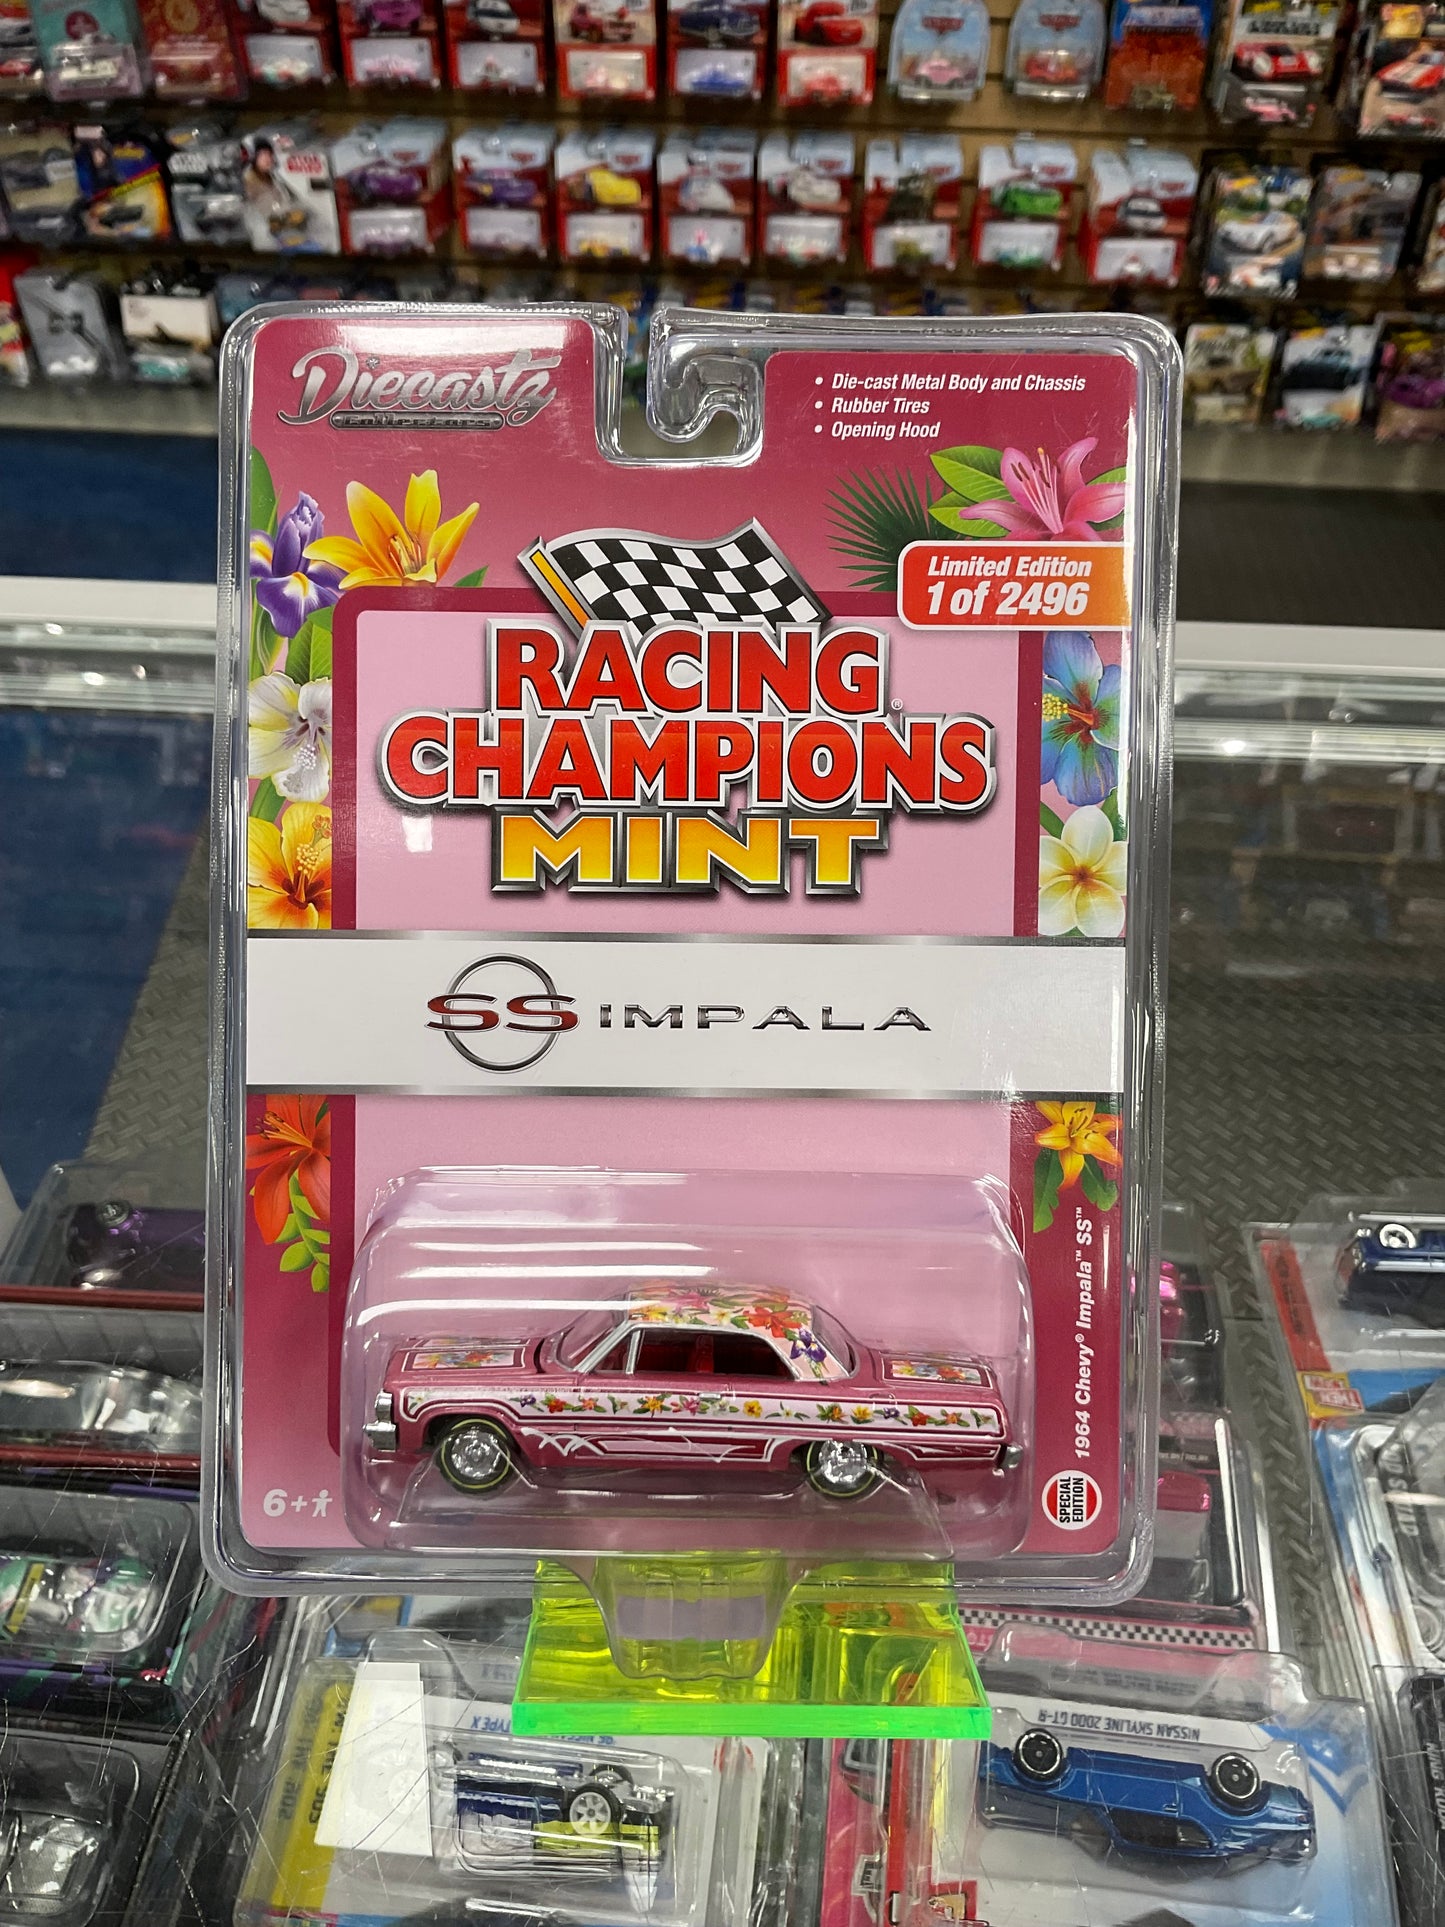 Diecastz
Collectors
• Die-cast Metal Body and Chassis
• Rubber Tires
• Opening Hood
Limited Edition
1 of 2496
RACING
CHAMPIONS®
MINT
SS IMPALA
1964 Chevy® Impala™ SS™
SPECIAL
EDITION
6+
NISSAN SKYLINE 2000 GT-R